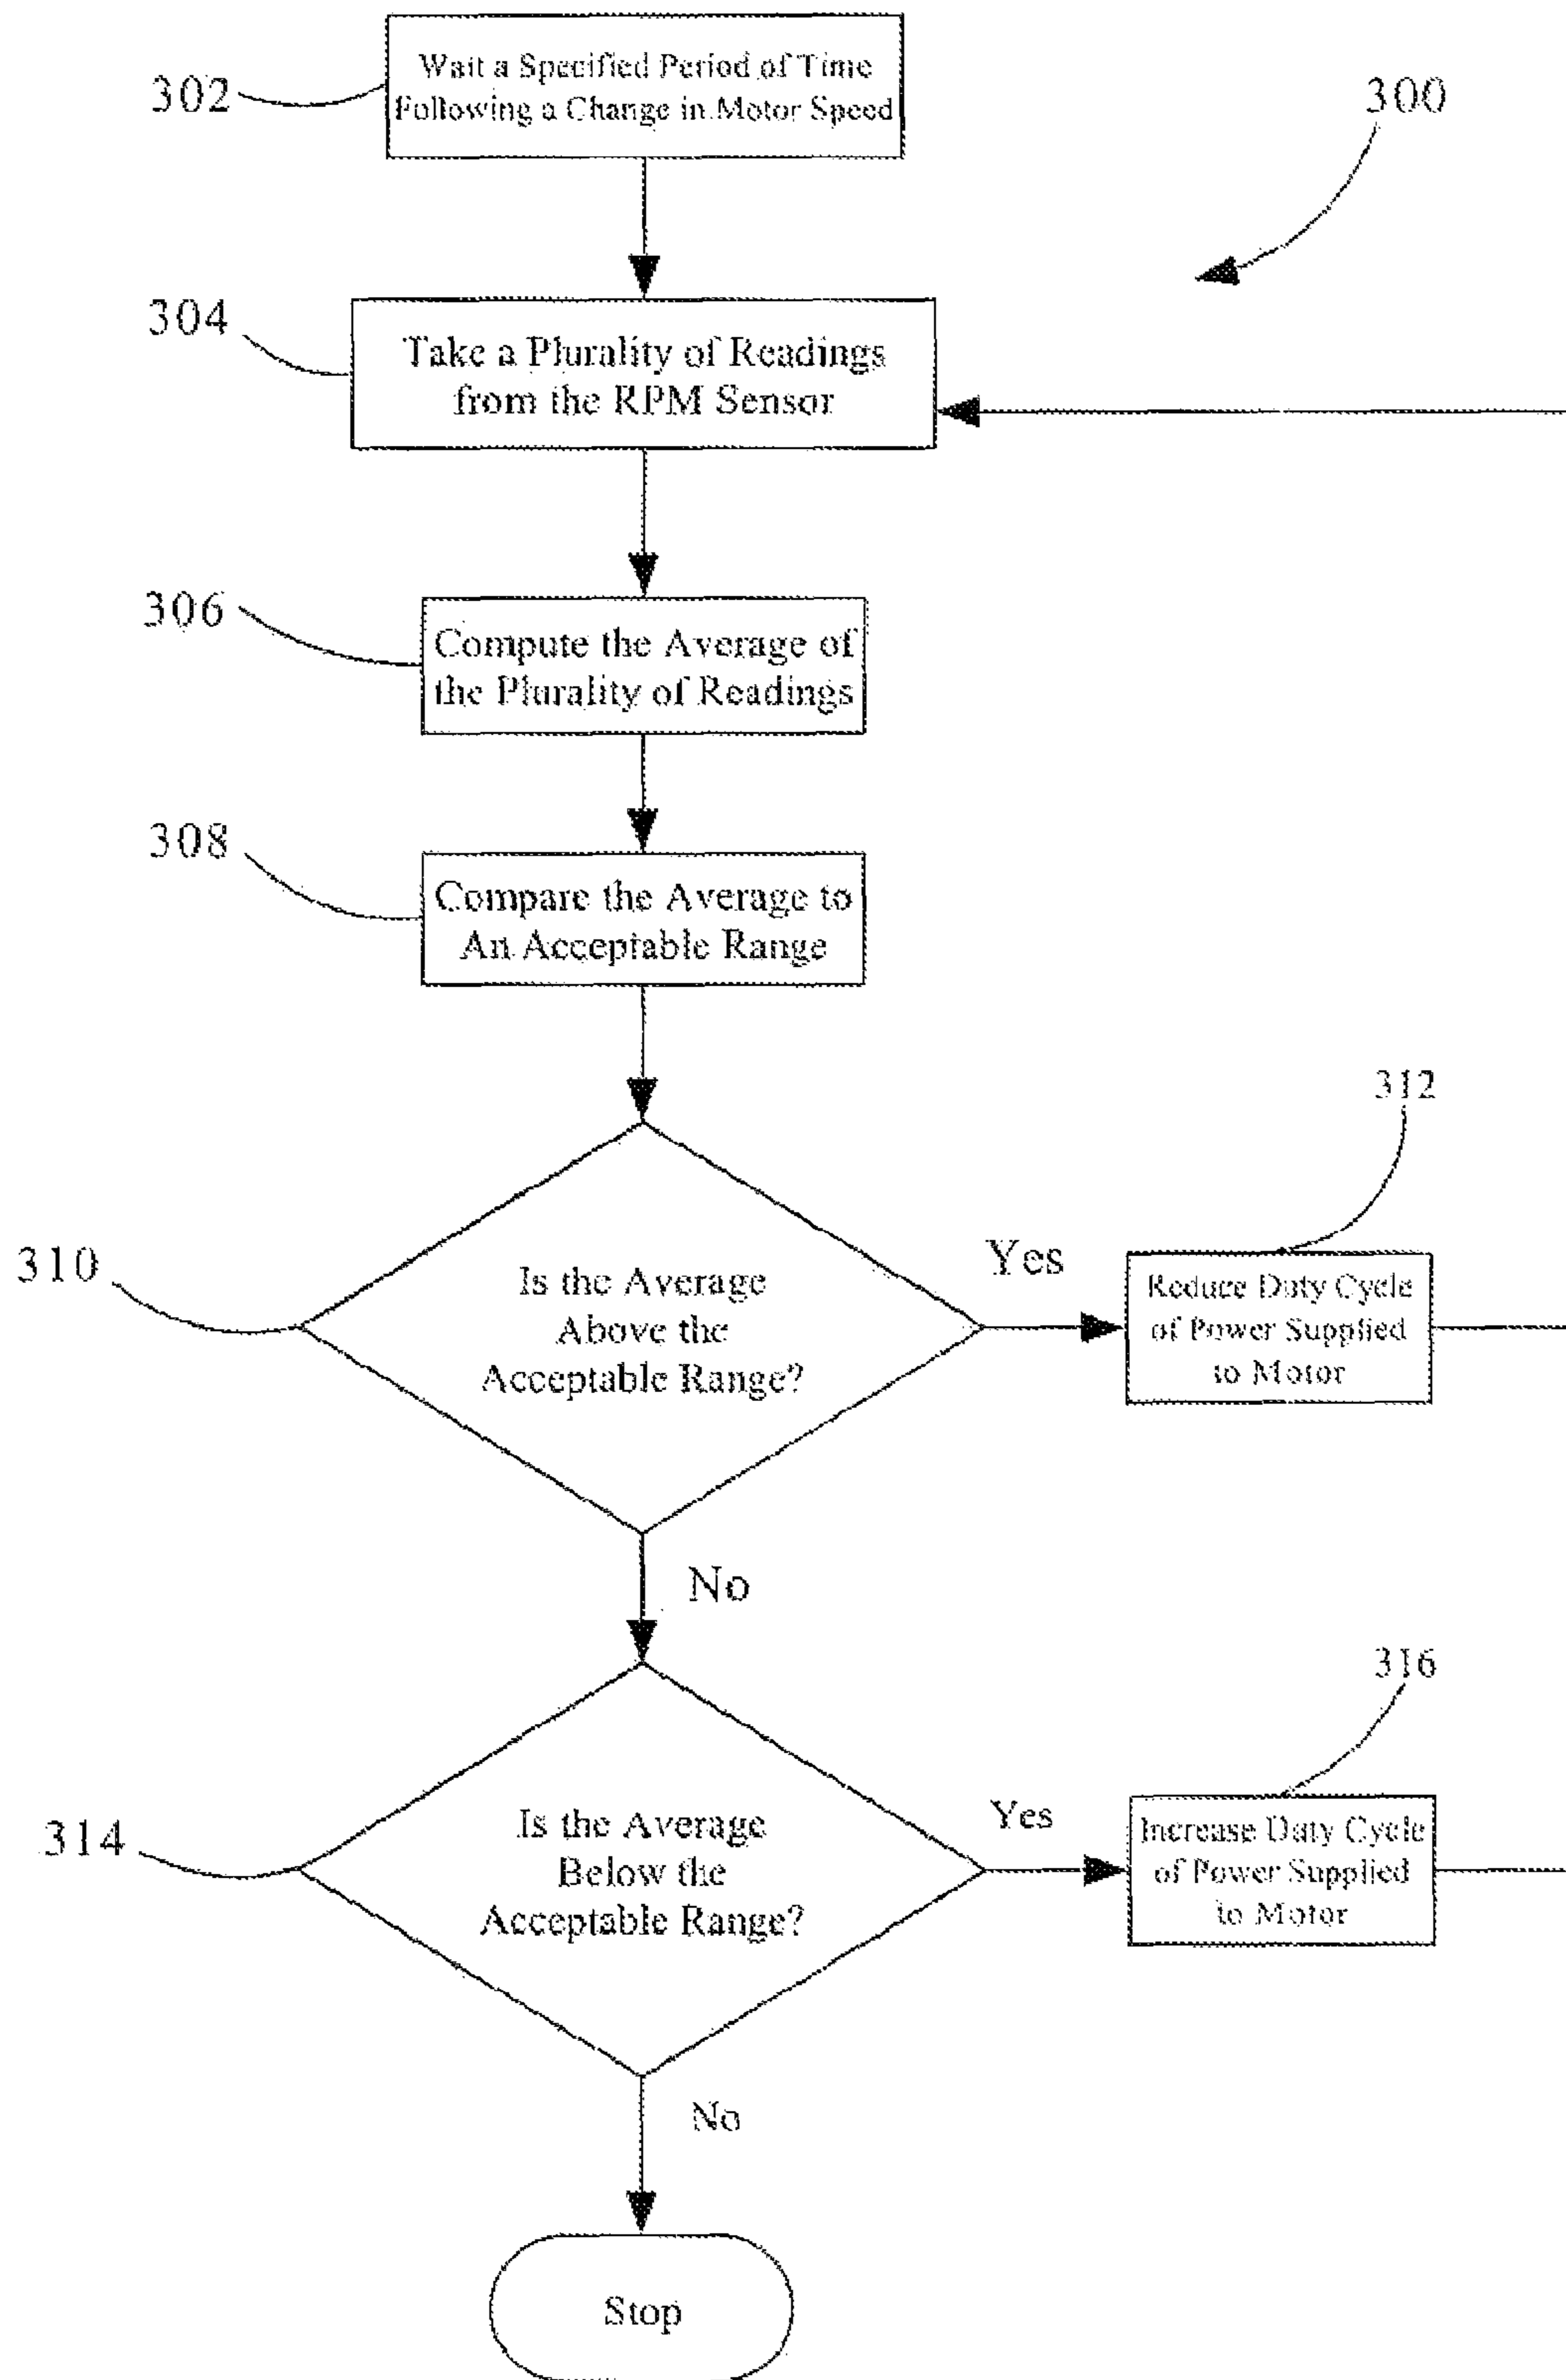 302
Wait a Specified Period of Time
Following a Change in Motor Speed
300
304
Take a Plurality of Readings
from the RPM Sensor
306
Compute the Average of
the Plurality of Readings
308
Compare the Average to
An Acceptable Range
310
Is the Average
Above the
Acceptable Range?
Yes
312
Reduce Duty Cycle
of Power Supplied
to Motor
No
314
Is the Average
Below the
Acceptable Range?
Yes
316
Increase Duty Cycle
of Power Supplied
to Motor
No
Stop